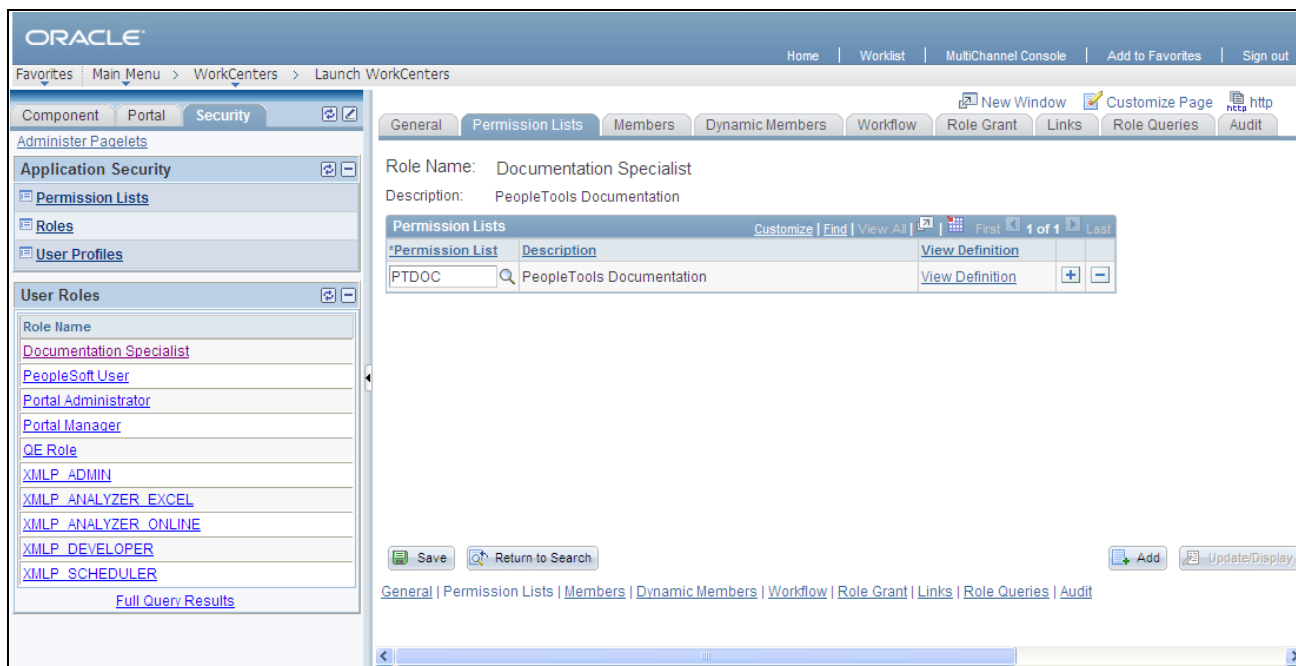 ORACLE
Home | Worklist | MultiChannel Console | Add to Favorites | Sign out
Favorites | Main Menu > WorkCenters > Launch WorkCenters
Component Portal Security
Administer Pagelets
Application Security
Permission Lists
Roles
User Profiles
User Roles
Role Name
Documentation Specialist
PeopleSoft User
Portal Administrator
Portal Manager
QE Role
XMLP_ADMIN
XMLP_ANALYZER_EXCEL
XMLP_ANALYZER_ONLINE
XMLP_DEVELOPER
XMLP_SCHEDULER
Full Query Results
New Window Customize Page http
General Permission Lists Members Dynamic Members Workflow Role Grant Links Role Queries Audit
Role Name: Documentation Specialist
Description: PeopleTools Documentation
Permission Lists Customize | Find | View All | | First 1 of 1 Last
*Permission List Description View Definition
PTDOC PeopleTools Documentation View Definition
Save Return to Search Add Update/Display
General | Permission Lists | Members | Dynamic Members | Workflow | Role Grant | Links | Role Queries | Audit